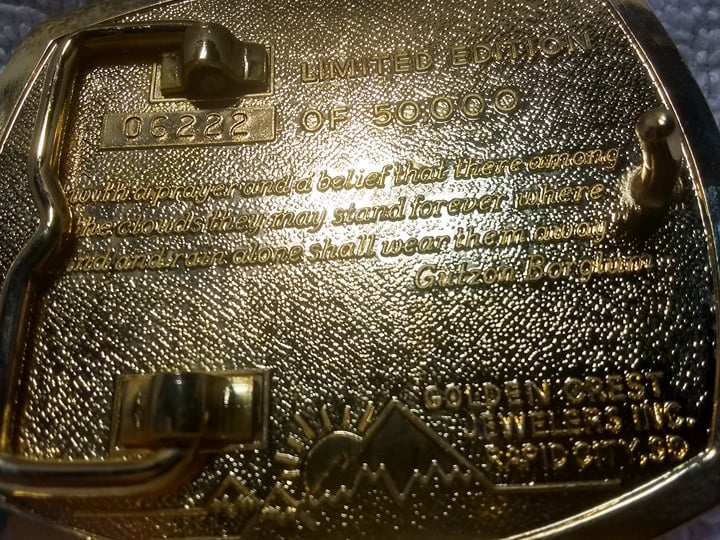 LIMITED EDITION
06222 OF 50000
with a prayer and a belief that there among
the clouds they may stand forever, where
wind and rain alone shall wear them away
Gutzon Borglum
GOLDEN CREST
JEWELERS INC.
RAPID CITY, SD